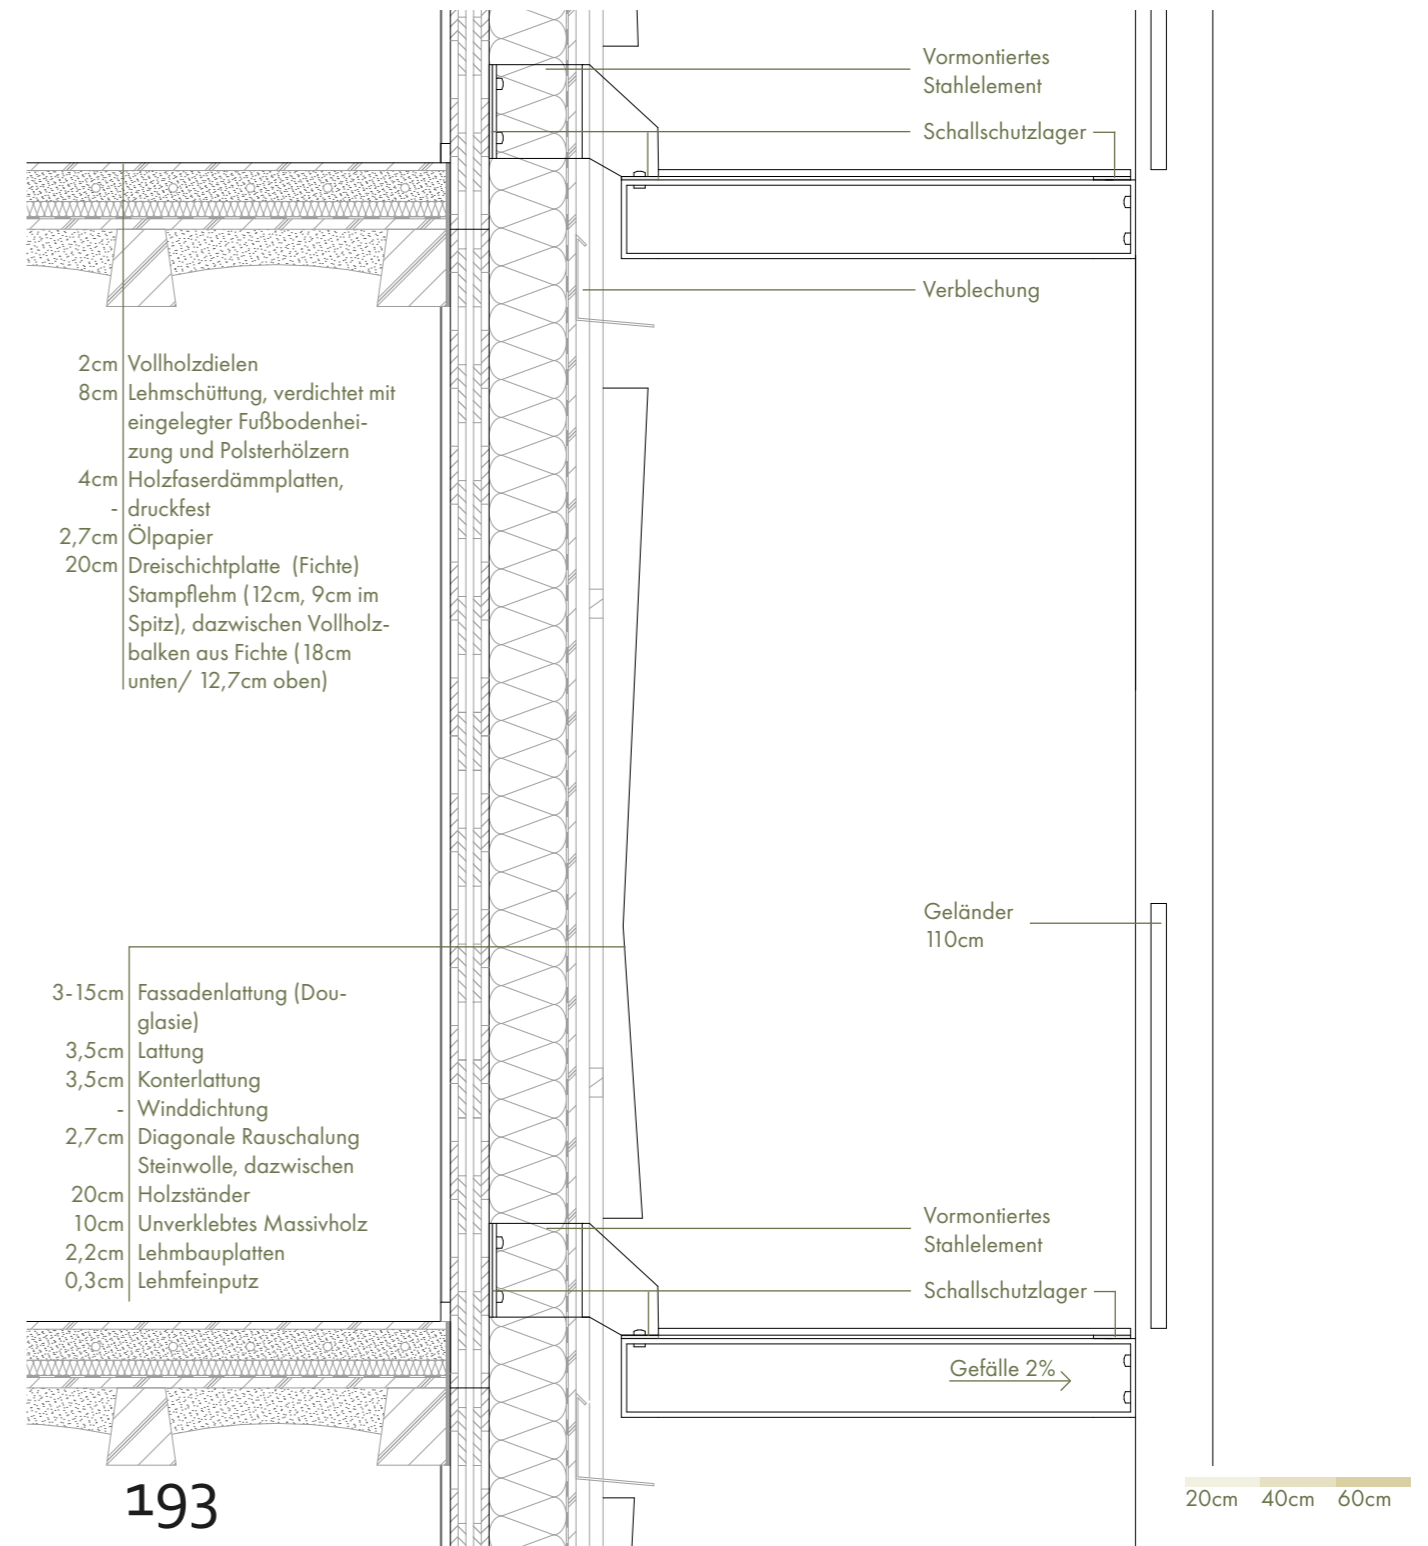 Vormontiertes
Stahlelement
Schallschutzlager
Verblechung
2cm Vollholzdielen
8cm Lehmschüttung, verdichtet mit
eingelegter Fußbodenhei-
zung und Polsterhölzern
4cm Holzfaserdämmplatten,
- druckfest
2,7cm Ölpapier
20cm Dreischichtplatte (Fichte)
Stampflehm (12cm, 9cm im
Spitz), dazwischen Vollholz-
balken aus Fichte (18cm
unten/ 12,7cm oben)
Geländer
110cm
3-15cm Fassadenlattung (Dou-
glasie)
3,5cm Lattung
3,5cm Konterlattung
- Winddichtung
2,7cm Diagonale Rauschalung
Steinwolle, dazwischen
20cm Holzständer
10cm Unverklebtes Massivholz
2,2cm Lehmbauplatten
0,3cm Lehmfeinputz
Vormontiertes
Stahlelement
Schallschutzlager
Gefälle 2%
193
20cm 40cm 60cm